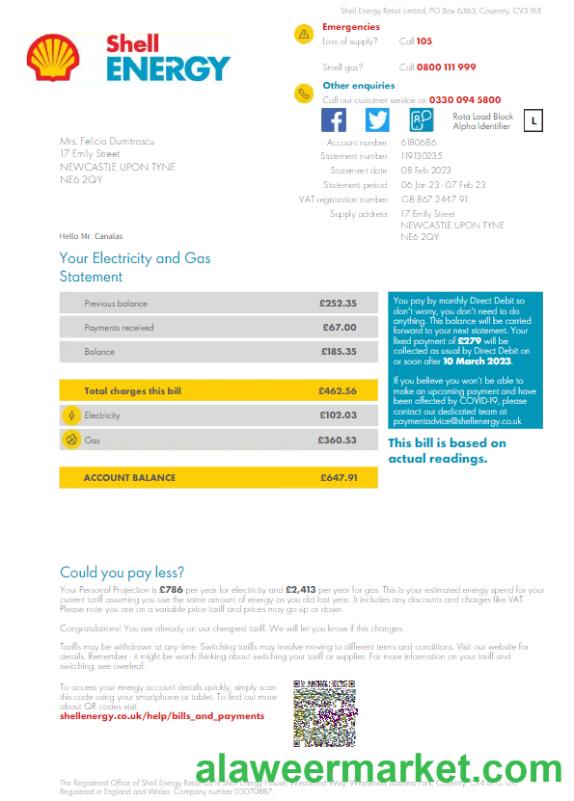 Shell Energy Retail Limited, PO Box 6363, Coventry, CV3 9LR
Shell
ENERGY
Emergencies
Loss of supply? Call 105
Smell gas? Call 0800 111 999
Other enquiries
Call our customer service on 0330 094 5800
Rota Load Block
Alpha Identifier
L
Mrs. Felicia Dumitrascu
17 Emily Street
NEWCASTLE UPON TYNE
NE6 2QY
Account number 6180686
Statement number 119130235
Statement date 08 Feb 2023
Statement period 06 Jan 23 - 07 Feb 23
VAT registration number GB 867 2447 91
Supply address 17 Emily Street
NEWCASTLE UPON TYNE
NE6 2QY
Hello Mr. Canalas
Your Electricity and Gas
Statement
Previous balance £252.35
Payments received £67.00
Balance £185.35
Total charges this bill £462.56
Electricity £102.03
Gas £360.53
ACCOUNT BALANCE £647.91
You pay by monthly Direct Debit so
don't worry, you don't need to do
anything. This balance will be carried
forward to your next statement. Your
fixed payment of £279 will be
collected as usual by Direct Debit on
or soon after 10 March 2023.
If you believe you won't be able to
make an upcoming payment and have
been affected by COVID-19, please
contact our dedicated team at
paymentadvice@shellenergy.co.uk
This bill is based on
actual readings.
Could you pay less?
Your Personal Projection is £786 per year for electricity and £2,413 per year for gas. This is your estimated energy spend for your
current tariff assuming you use the same amount of energy as you did last year. It includes any discounts and charges like VAT.
Please note you are on a variable price tariff and prices may go up or down.
Congratulations! You are already on our cheapest tariff. We will let you know if this changes.
Tariffs may be withdrawn at any time. Switching tariffs may involve moving to different terms and conditions. Visit our website for
details. Remember - it might be worth thinking about switching your tariff or supplier. For more information on your tariff and
switching, see overleaf.
To access your energy account details quickly, simply scan
this code using your smartphone or tablet. To find out more
about QR codes visit
shellenergy.co.uk/help/bills_and_payments
alaweermarket.com
The Registered Office of Shell Energy Retail
Registered in England and Wales. Company number 05070887.